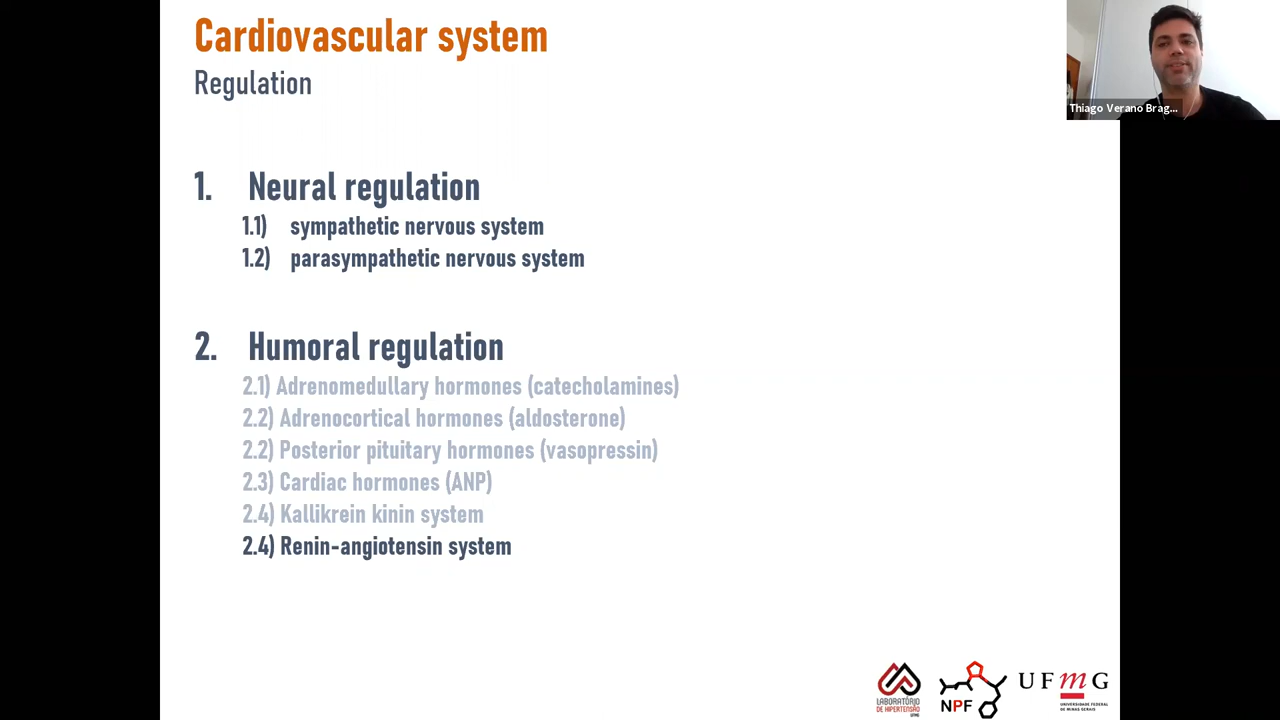 Cardiovascular system
Regulation
Thiago Verano Brag...
1. Neural regulation
1.1) sympathetic nervous system
1.2) parasympathetic nervous system
2. Humoral regulation
2.1) Adrenomedullary hormones (catecholamines)
2.2) Adrenocortical hormones (aldosterone)
2.2) Posterior pituitary hormones (vasopressin)
2.3) Cardiac hormones (ANP)
2.4) Kallikrein kinin system
2.4) Renin-angiotensin system
LABORATÓRIO
DE HIPERTENSÃO
UFMG
NPF
UFmG
UNIVERSIDADE FEDERAL
DE MINAS GERAIS